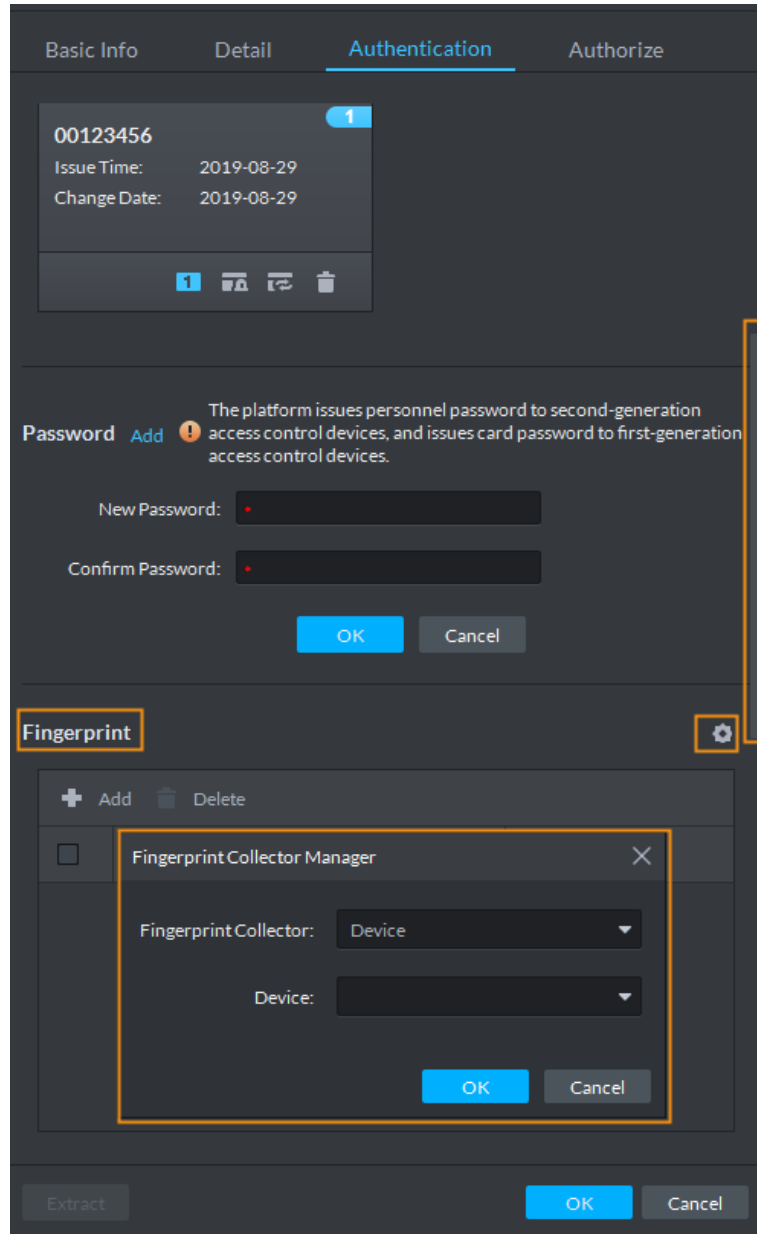 Basic Info Detail Authentication Authorize
1
00123456
Issue Time: 2019-08-29
Change Date: 2019-08-29
1
The platform issues personnel password to second-generation
Password Add access control devices, and issues card password to first-generation
access control devices.
New Password:
Confirm Password:
OK Cancel
Fingerprint
Add Delete
Fingerprint Collector Manager
Fingerprint Collector: Device
Device:
OK Cancel
Extract OK Cancel